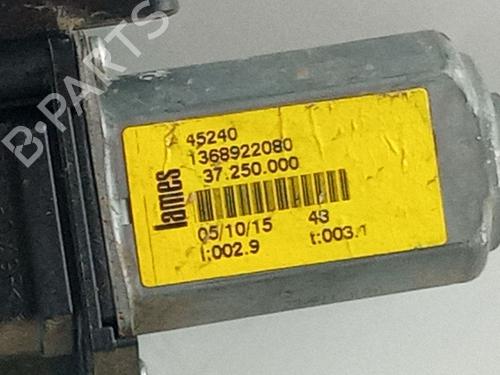 B-PARTS
45240
1368922080
37.250.000
lames
05/10/15 43
I:002.9 t:003.1